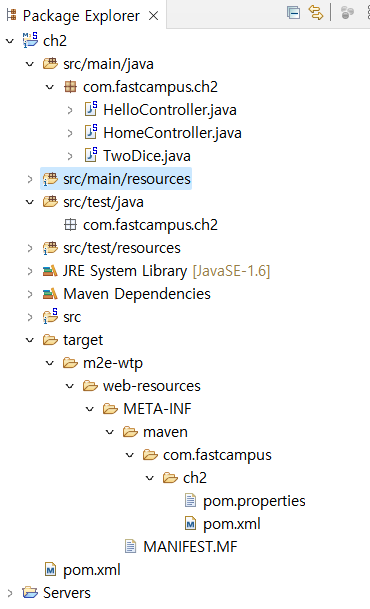 Package Explorer
ch2
src/main/java
com.fastcampus.ch2
HelloController.java
HomeController.java
TwoDice.java
src/main/resources
src/test/java
com.fastcampus.ch2
src/test/resources
JRE System Library [JavaSE-1.6]
Maven Dependencies
src
target
m2e-wtp
web-resources
META-INF
maven
com.fastcampus
ch2
pom.properties
pom.xml
MANIFEST.MF
pom.xml
Servers